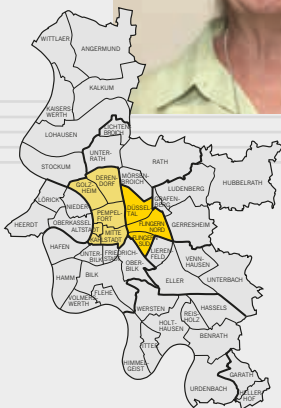 WITTLAER
ANGERMUND
KALKUM
KAISERS
WERTH
LOHAUSEN
LICHTEN
BROICH
UNTER-
RATH
STOCKUM
RATH
MÖRSEN-
BROICH
DEREN-
DORF
GOLZ-
HEIM
LUDENBERG
HUBBELRATH
GRAFEN-
BERG
LÖRICK
NIEDER
DÜSSEL-
TAL
PEMPEL-
FORT
GERRESHEIM
HEERDT
OBERKASSEL
ALTSTADT
FLINGERN
NORD
MITTE
KARLSTADT
FLINGERN
SÜD
LIEREN-
FELD
HAFEN
UNTER-
BILK
FRIEDRICH-
OBER-
BILK
VENN-
HAUSEN
HAMM
BILK
ELLER
UNTERBACH
FLEHE
VOLMERS
WERTH
WERSTEN
HASSELS
REIS
HOLZ
HOLT-
HAUSEN
ITTER
BENRATH
HIMMEL-
GEIST
GARATH
URDENBACH
HELLER
HOF